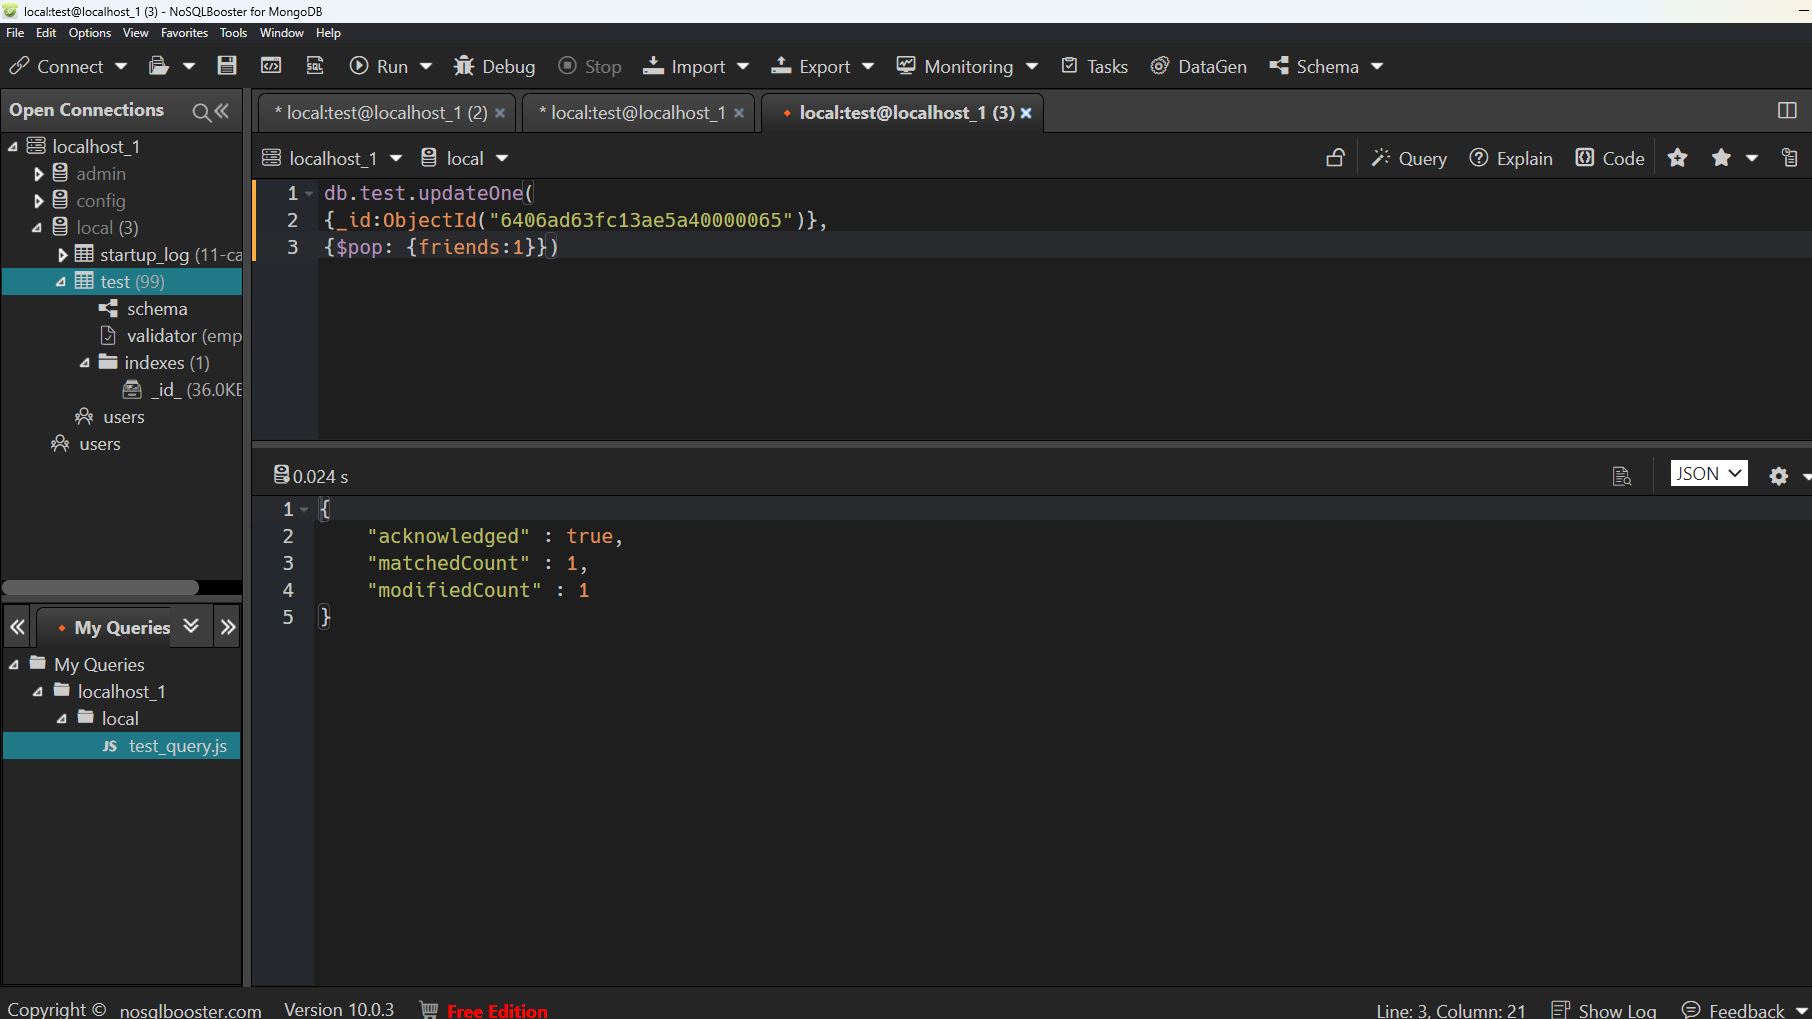 local:test@localhost_1 (3) - NoSQLBooster for MongoDB
File Edit Options View Favorites Tools Window Help
Connect SQL Run Debug Stop Import Export Monitoring Tasks DataGen Schema
Open Connections
* local:test@localhost_1 (2) * local:test@localhost_1 local:test@localhost_1 (3)
localhost_1
admin
config
local (3)
startup_log (11-ca
test (99)
schema
validator (emp
indexes (1)
_id_ (36.0KB
users
users
localhost_1 local Query Explain Code
1 db.test.updateOne(
2 {_id:ObjectId("6406ad63fc13ae5a40000065")},
3 {$pop: {friends:1}})
0.024 s JSON
1 {
2 "acknowledged" : true,
3 "matchedCount" : 1,
4 "modifiedCount" : 1
5 }
My Queries
My Queries
localhost_1
local
JS test_query.js
Copyright © nosqlbooster.com Version 10.0.3 Free Edition Line: 3, Column: 21 Show Log Feedback